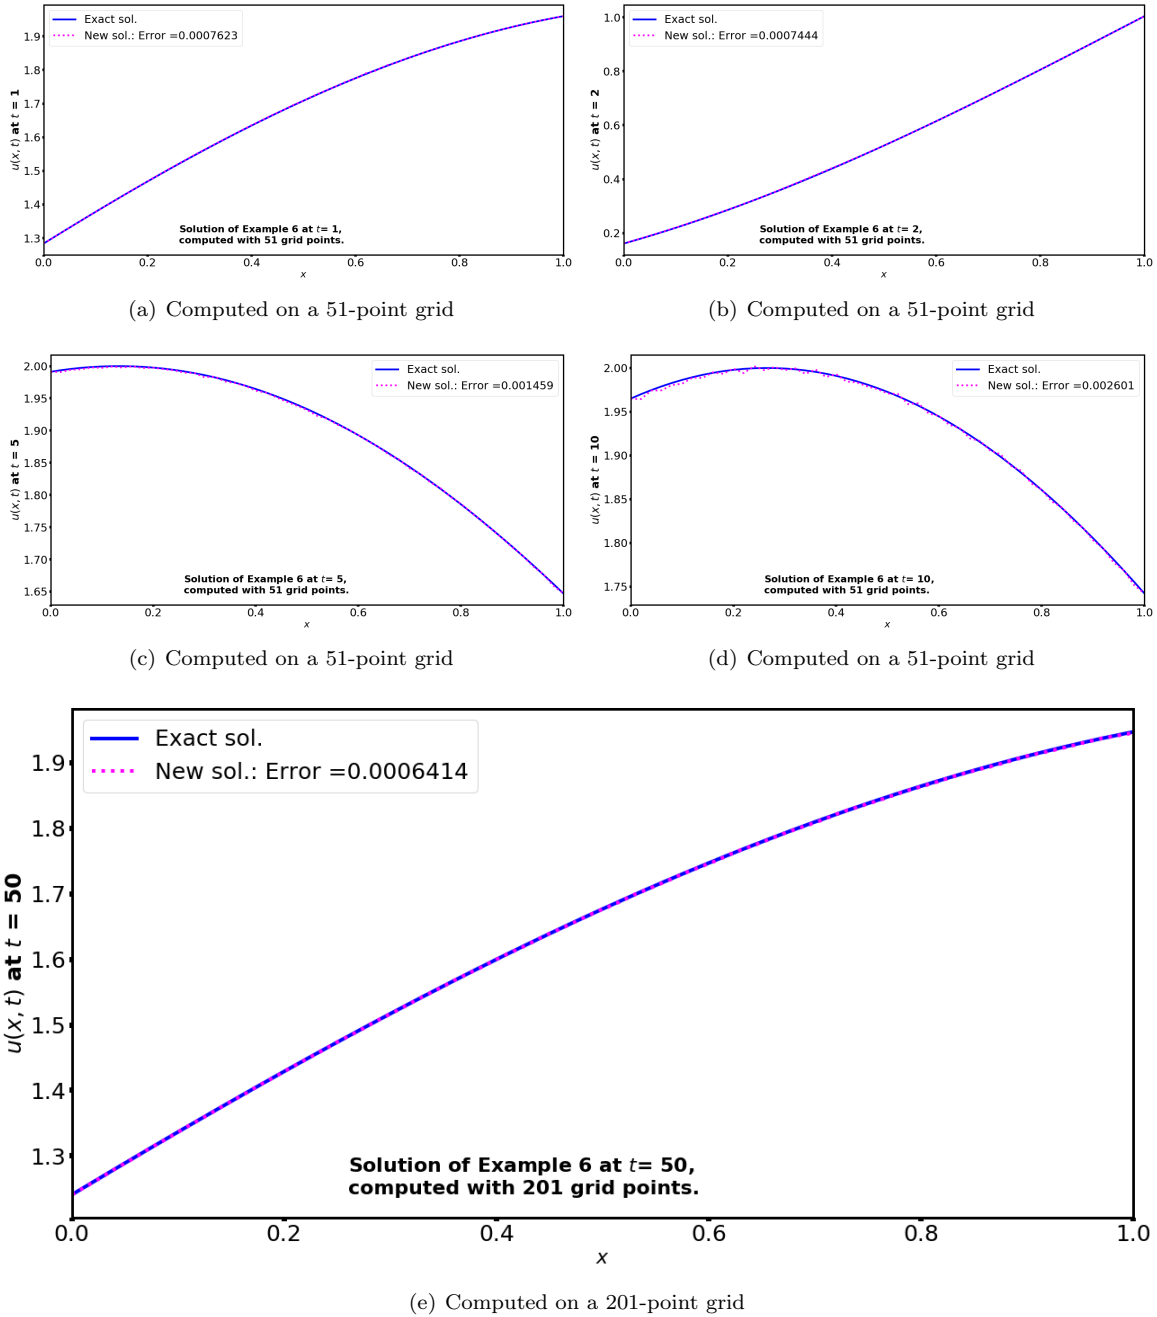 Exact sol.
New sol.: Error =0.0007623
u(x, t) at t = 1
1.9
1.8
1.7
1.6
1.5
1.4
1.3
Solution of Example 6 at t= 1,
computed with 51 grid points.
0.0 0.2 0.4 0.6 0.8 1.0
x
(a) Computed on a 51-point grid
Exact sol.
New sol.: Error =0.0007444
u(x, t) at t = 2
1.0
0.8
0.6
0.4
0.2
Solution of Example 6 at t= 2,
computed with 51 grid points.
0.0 0.2 0.4 0.6 0.8 1.0
x
(b) Computed on a 51-point grid
Exact sol.
New sol.: Error =0.001459
u(x, t) at t = 5
2.00
1.95
1.90
1.85
1.80
1.75
1.70
1.65
Solution of Example 6 at t= 5,
computed with 51 grid points.
0.0 0.2 0.4 0.6 0.8 1.0
x
(c) Computed on a 51-point grid
Exact sol.
New sol.: Error =0.002601
u(x, t) at t = 10
2.00
1.95
1.90
1.85
1.80
1.75
Solution of Example 6 at t= 10,
computed with 51 grid points.
0.0 0.2 0.4 0.6 0.8 1.0
x
(d) Computed on a 51-point grid
Exact sol.
New sol.: Error =0.0006414
u(x, t) at t = 50
1.9
1.8
1.7
1.6
1.5
1.4
1.3
Solution of Example 6 at t= 50,
computed with 201 grid points.
0.0 0.2 0.4 0.6 0.8 1.0
x
(e) Computed on a 201-point grid